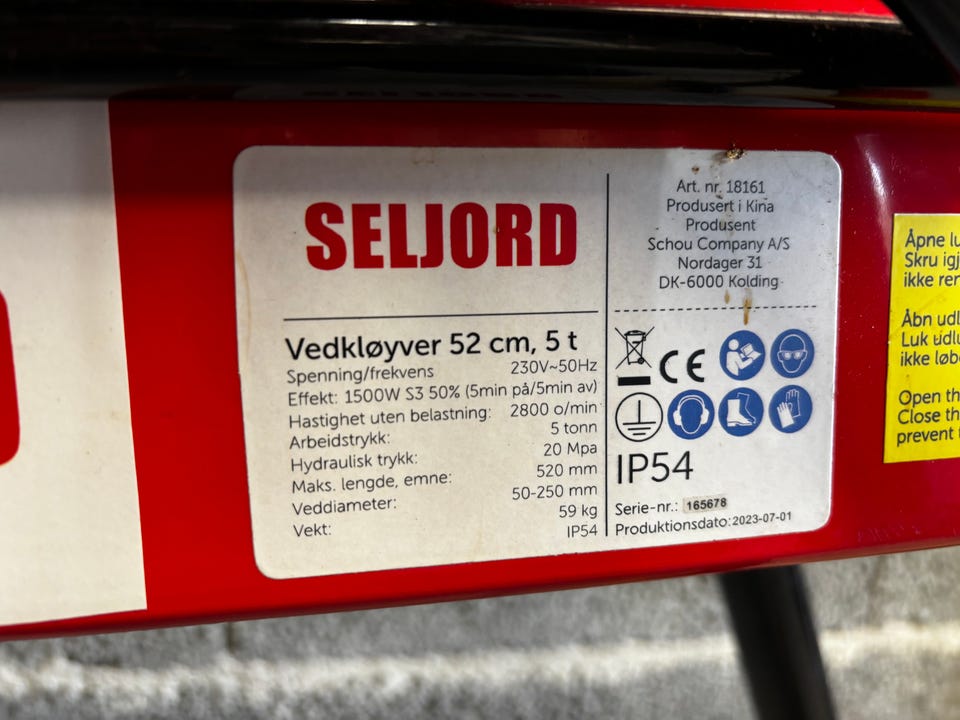 SELJORD
Vedkløyver 52 cm, 5 t
Spenning/frekvens 230V~50Hz
Effekt: 1500W S3 50% (5min på/5min av)
Hastighet uten belastning: 2800 o/min
Arbeidstrykk: 5 tonn
Hydraulisk trykk: 20 Mpa
Maks. lengde, emne: 520 mm
Veddiameter: 50-250 mm
Vekt: 59 kg
IP54
Art. nr. 18161
Produsert i Kina
Produsent
Schou Company A/S
Nordager 31
DK-6000 Kolding
CE
IP54
Serie-nr.: 165678
Produktionsdato: 2023-07-01
Åpne lu
Skru igj
ikke ren
Åbn udl
Luk udlu
ikke løbe
Open th
Close th
prevent